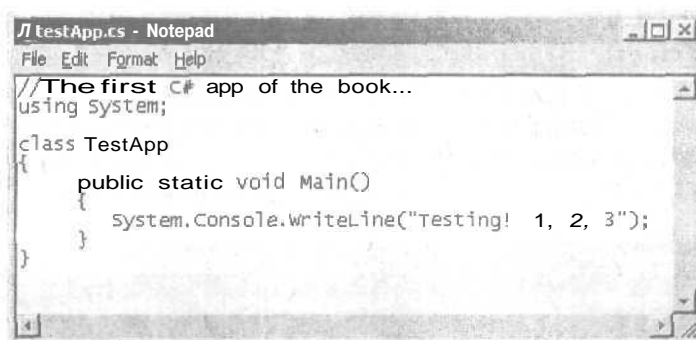 testApp.cs - Notepad
File Edit Format Help
//The first C# app of the book...
using System;
class TestApp
{
public static void Main()
{
System.Console.WriteLine("Testing! 1, 2, 3");
}
}